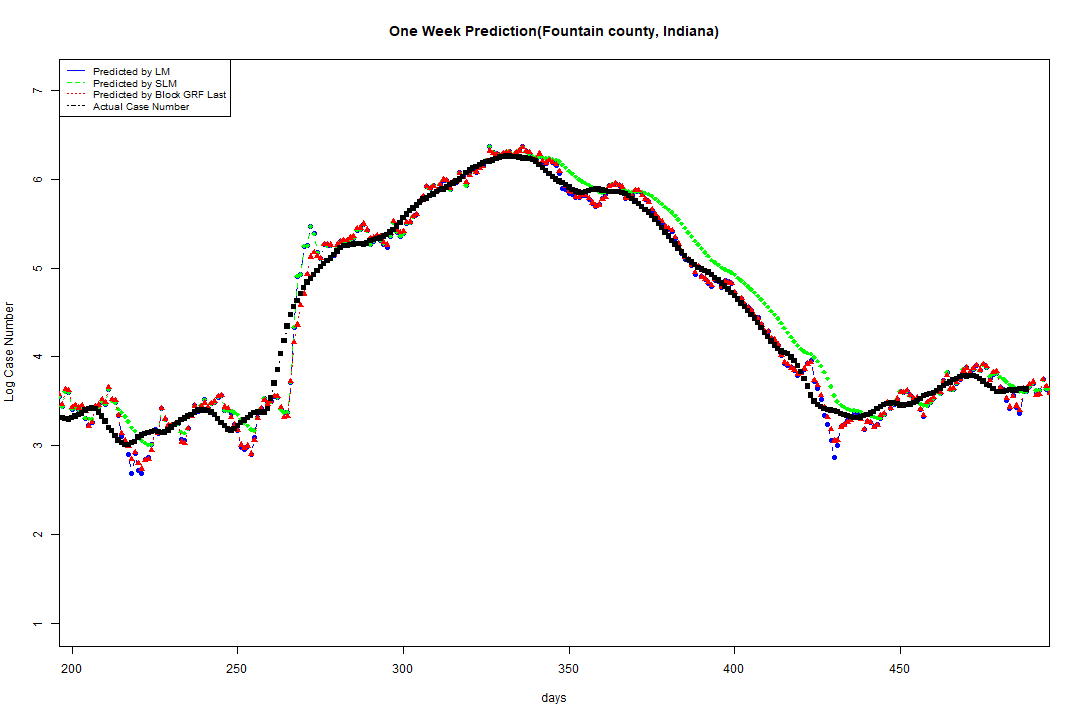 One Week Prediction(Fountain county, Indiana)
Predicted by LM
Predicted by SLM
Predicted by Block GRF Last
Actual Case Number
7
6
5
4
3
2
1
Log Case Number
200 250 300 350 400 450
days